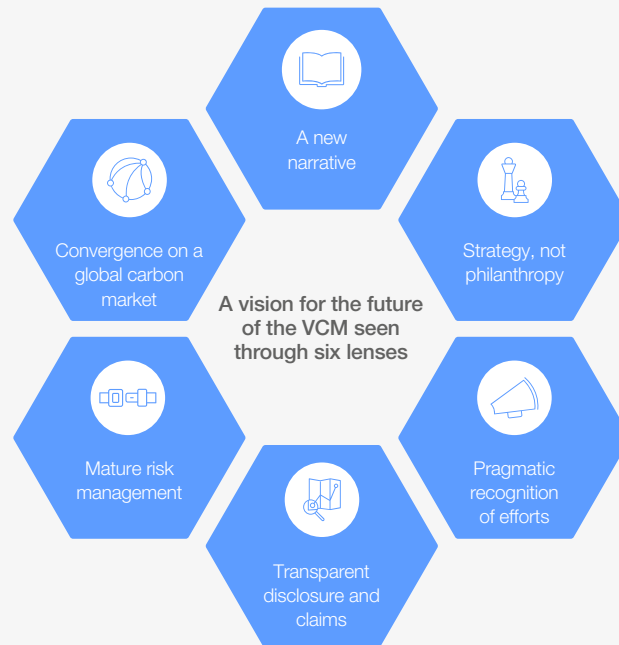 A new
narrative
Strategy, not
philanthropy
Pragmatic
recognition
of efforts
Transparent
disclosure and
claims
Mature risk
management
Convergence on a
global carbon
market
A vision for the future
of the VCM seen
through six lenses